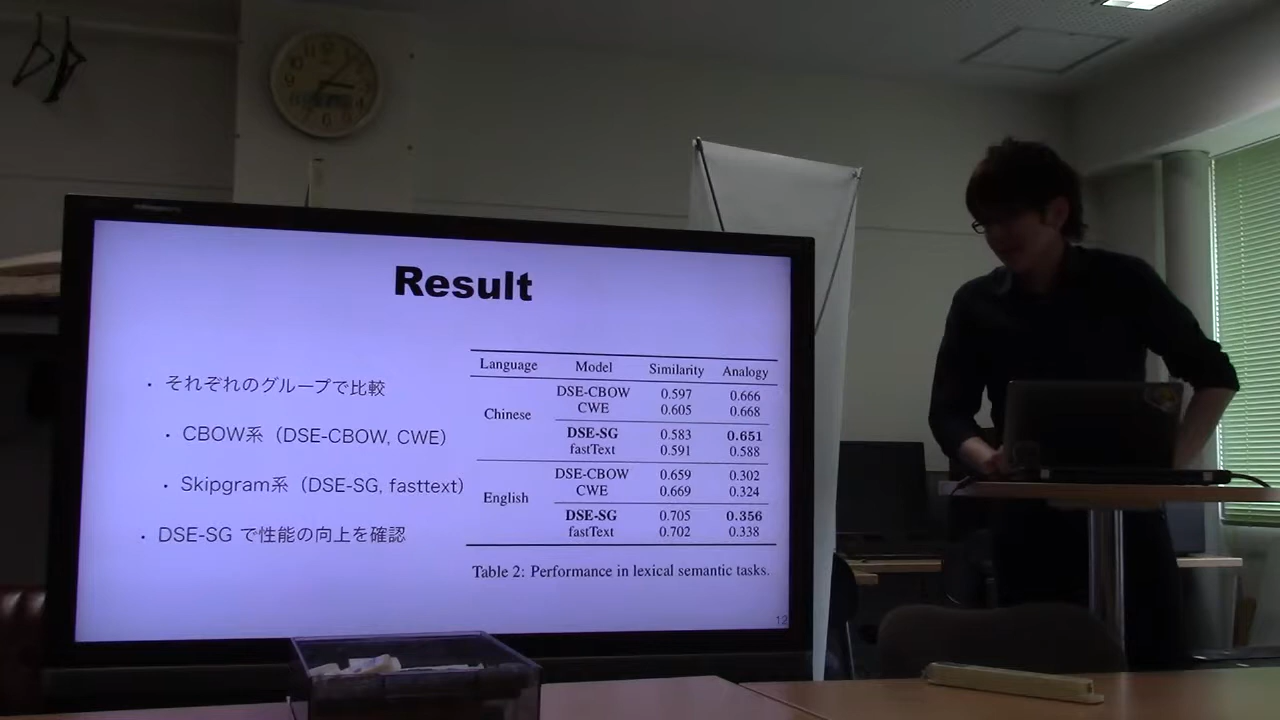 Result
・それぞれのグループで比較
・CBOW系（DSE-CBOW, CWE）
・Skipgram系（DSE-SG, fasttext）
・DSE-SG で性能の向上を確認
Language Model Similarity Analogy
Chinese
DSE-CBOW 0.597 0.666
CWE 0.605 0.668
DSE-SG 0.583 0.651
fastText 0.591 0.588
English
DSE-CBOW 0.659 0.302
CWE 0.669 0.324
DSE-SG 0.705 0.356
fastText 0.702 0.338
Table 2: Performance in lexical semantic tasks.
12